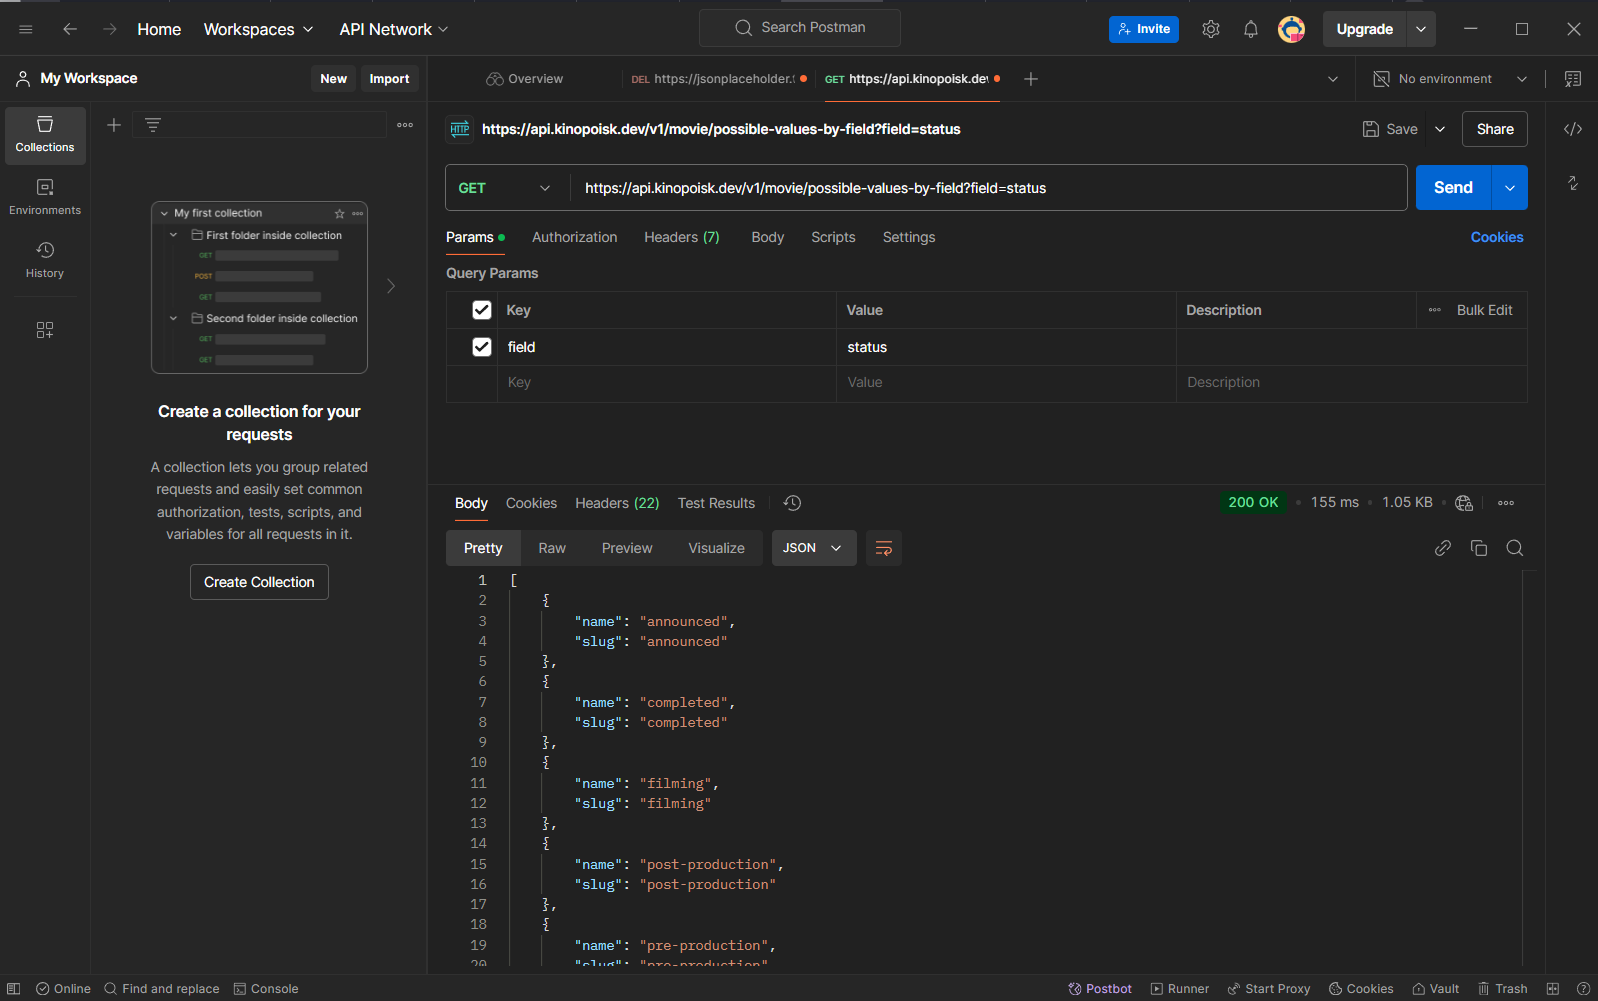 Home Workspaces API Network Search Postman Invite Upgrade
My Workspace New Import Overview DEL https://jsonplaceholder. GET https://api.kinopoisk.de No environment
Collections
Environments
History
My first collection
First folder inside collection
GET
POST
GET
Second folder inside collection
GET
GET
Create a collection for your
requests
A collection lets you group related
requests and easily set common
authorization, tests, scripts, and
variables for all requests in it.
Create Collection
HTTP https://api.kinopoisk.dev/v1/movie/possible-values-by-field?field=status Save Share
GET https://api.kinopoisk.dev/v1/movie/possible-values-by-field?field=status Send
Params Authorization Headers (7) Body Scripts Settings Cookies
Query Params
Key Value Description Bulk Edit
field status
Key Value Description
Body Cookies Headers (22) Test Results 200 OK 155 ms 1.05 KB
Pretty Raw Preview Visualize JSON
1 [
2 {
3 "name": "announced",
4 "slug": "announced"
5 },
6 {
7 "name": "completed",
8 "slug": "completed"
9 },
10 {
11 "name": "filming",
12 "slug": "filming"
13 },
14 {
15 "name": "post-production",
16 "slug": "post-production"
17 },
18 {
19 "name": "pre-production",
20 "slug": "pre-production"
Online Find and replace Console Postbot Runner Start Proxy Cookies Vault Trash